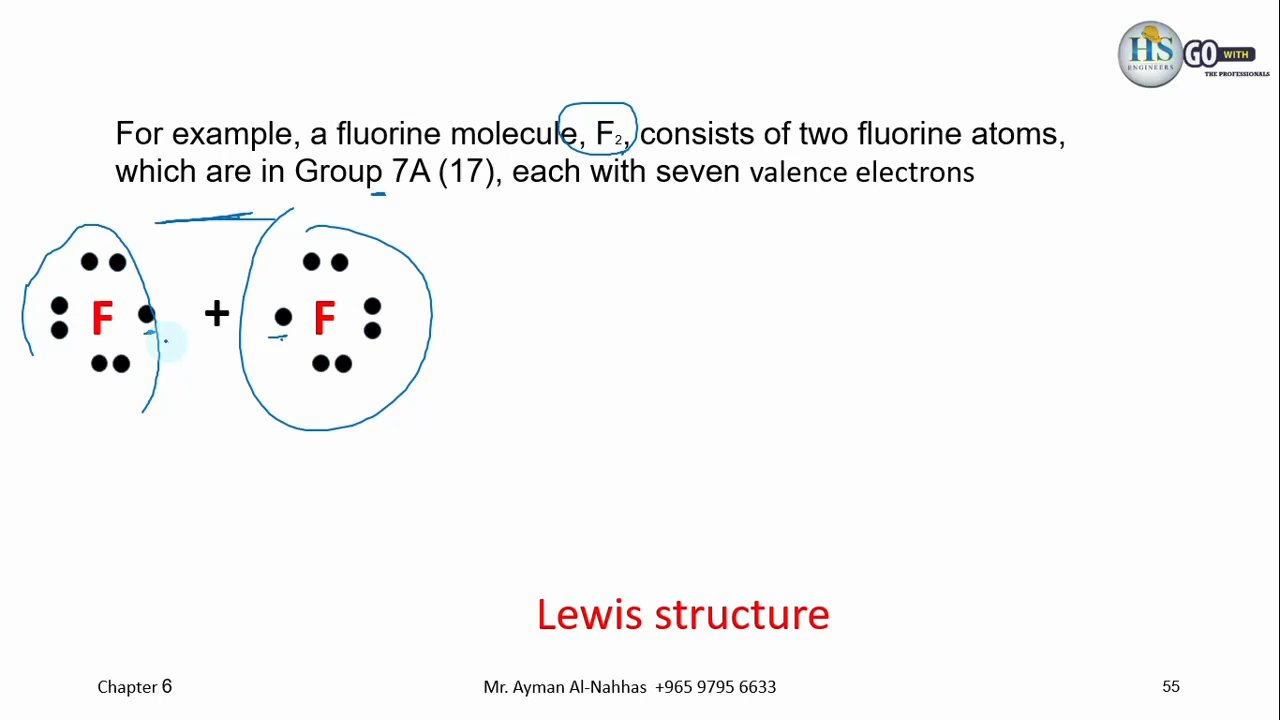 HS
ENGINEERS
GO WITH
THE PROFESSIONALS
For example, a fluorine molecule, F₂, consists of two fluorine atoms,
which are in Group 7A (17), each with seven valence electrons
F + F
Lewis structure
Chapter 6
Mr. Ayman Al-Nahhas +965 9795 6633
55